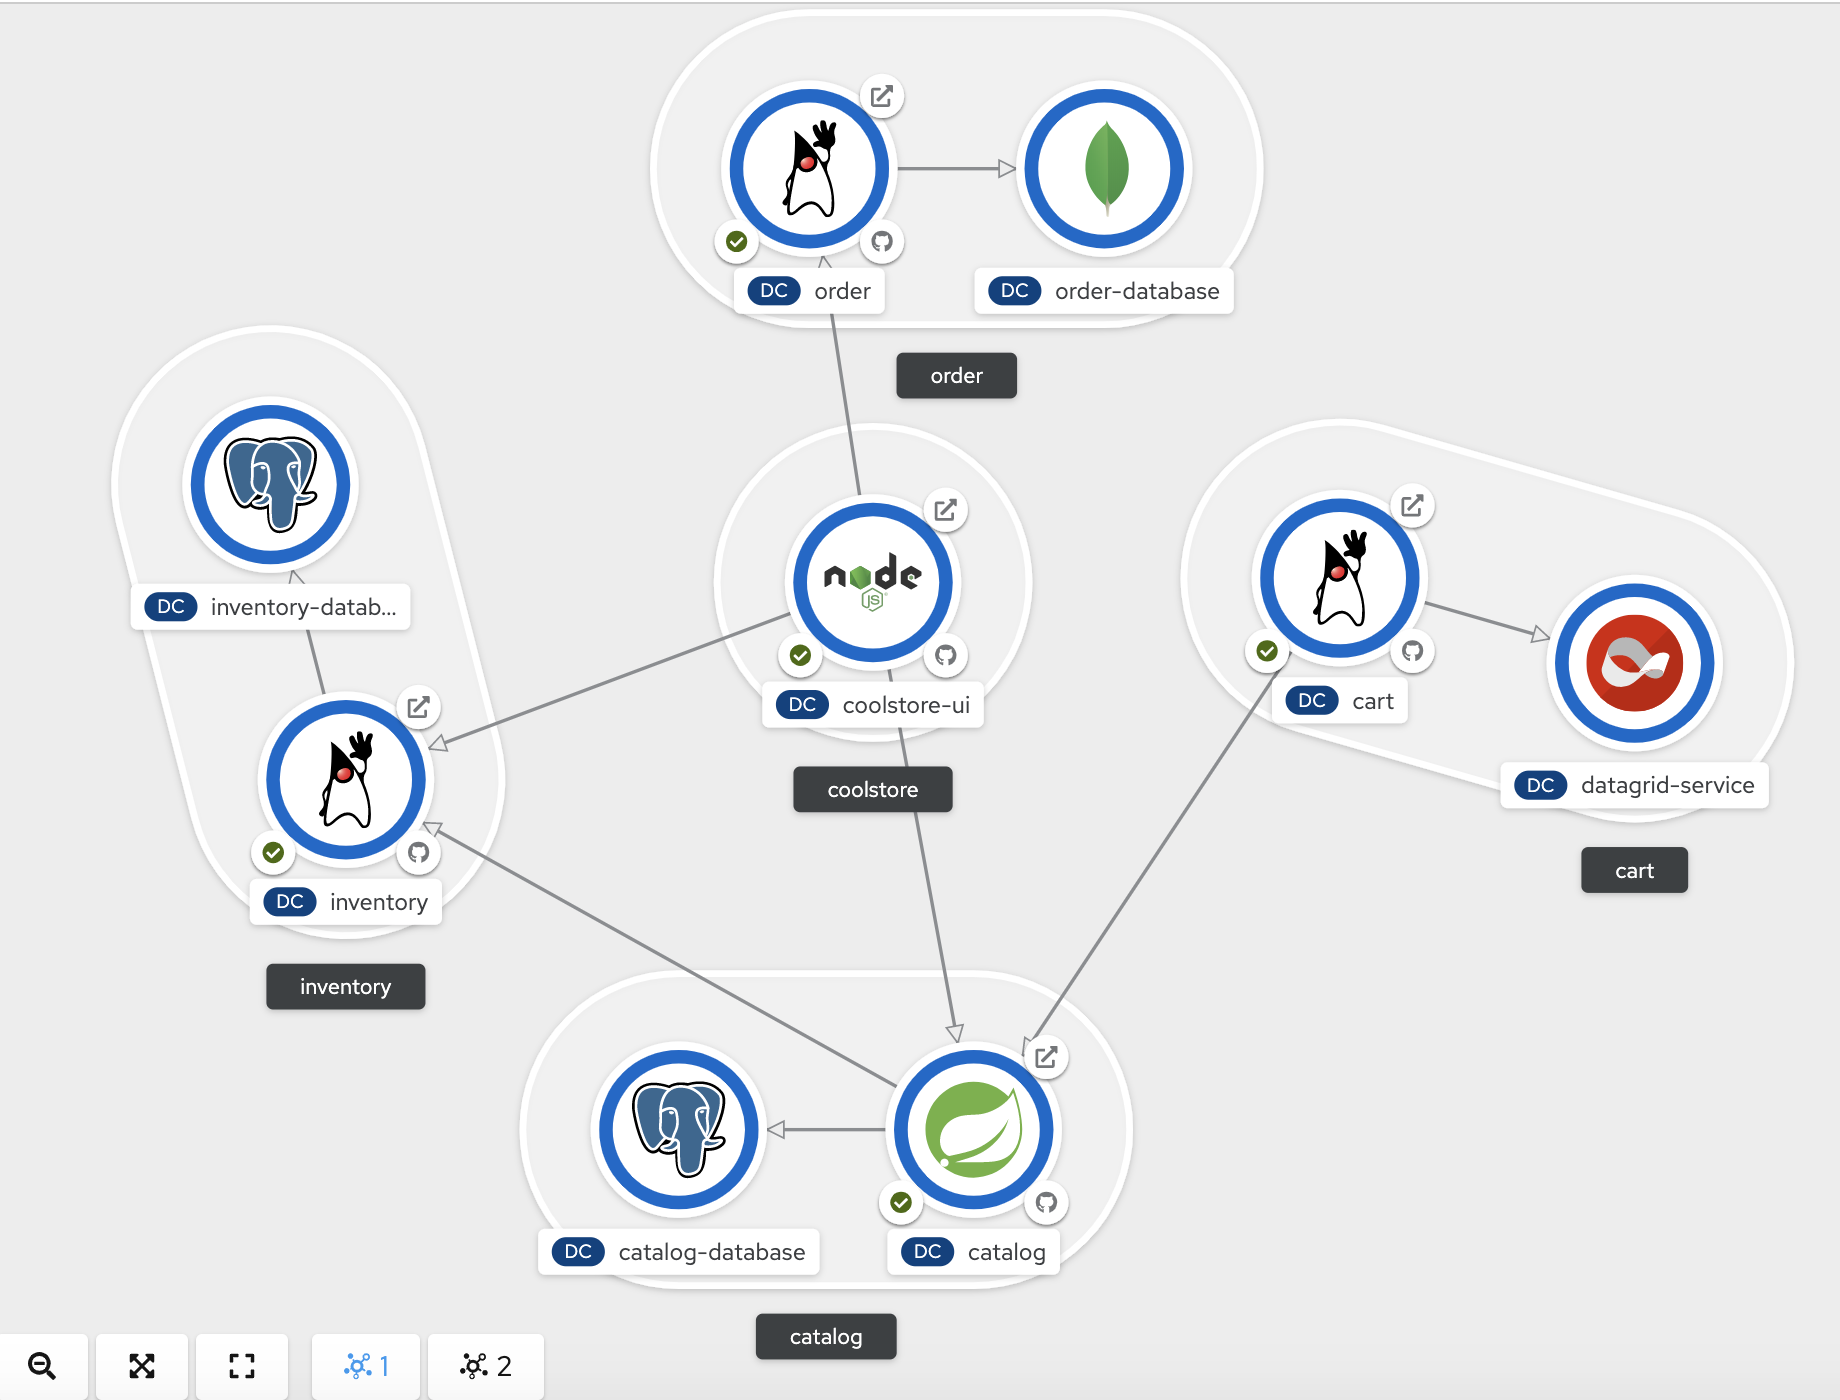 DC order
DC order-database
order
DC inventory-datab...
node
JS
DC coolstore-ui
coolstore
DC cart
DC datagrid-service
cart
DC inventory
inventory
DC catalog-database
DC catalog
catalog
1
2